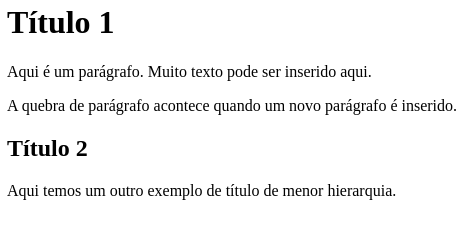 Título 1
Aqui é um parágrafo. Muito texto pode ser inserido aqui.
A quebra de parágrafo acontece quando um novo parágrafo é inserido.
Título 2
Aqui temos um outro exemplo de título de menor hierarquia.